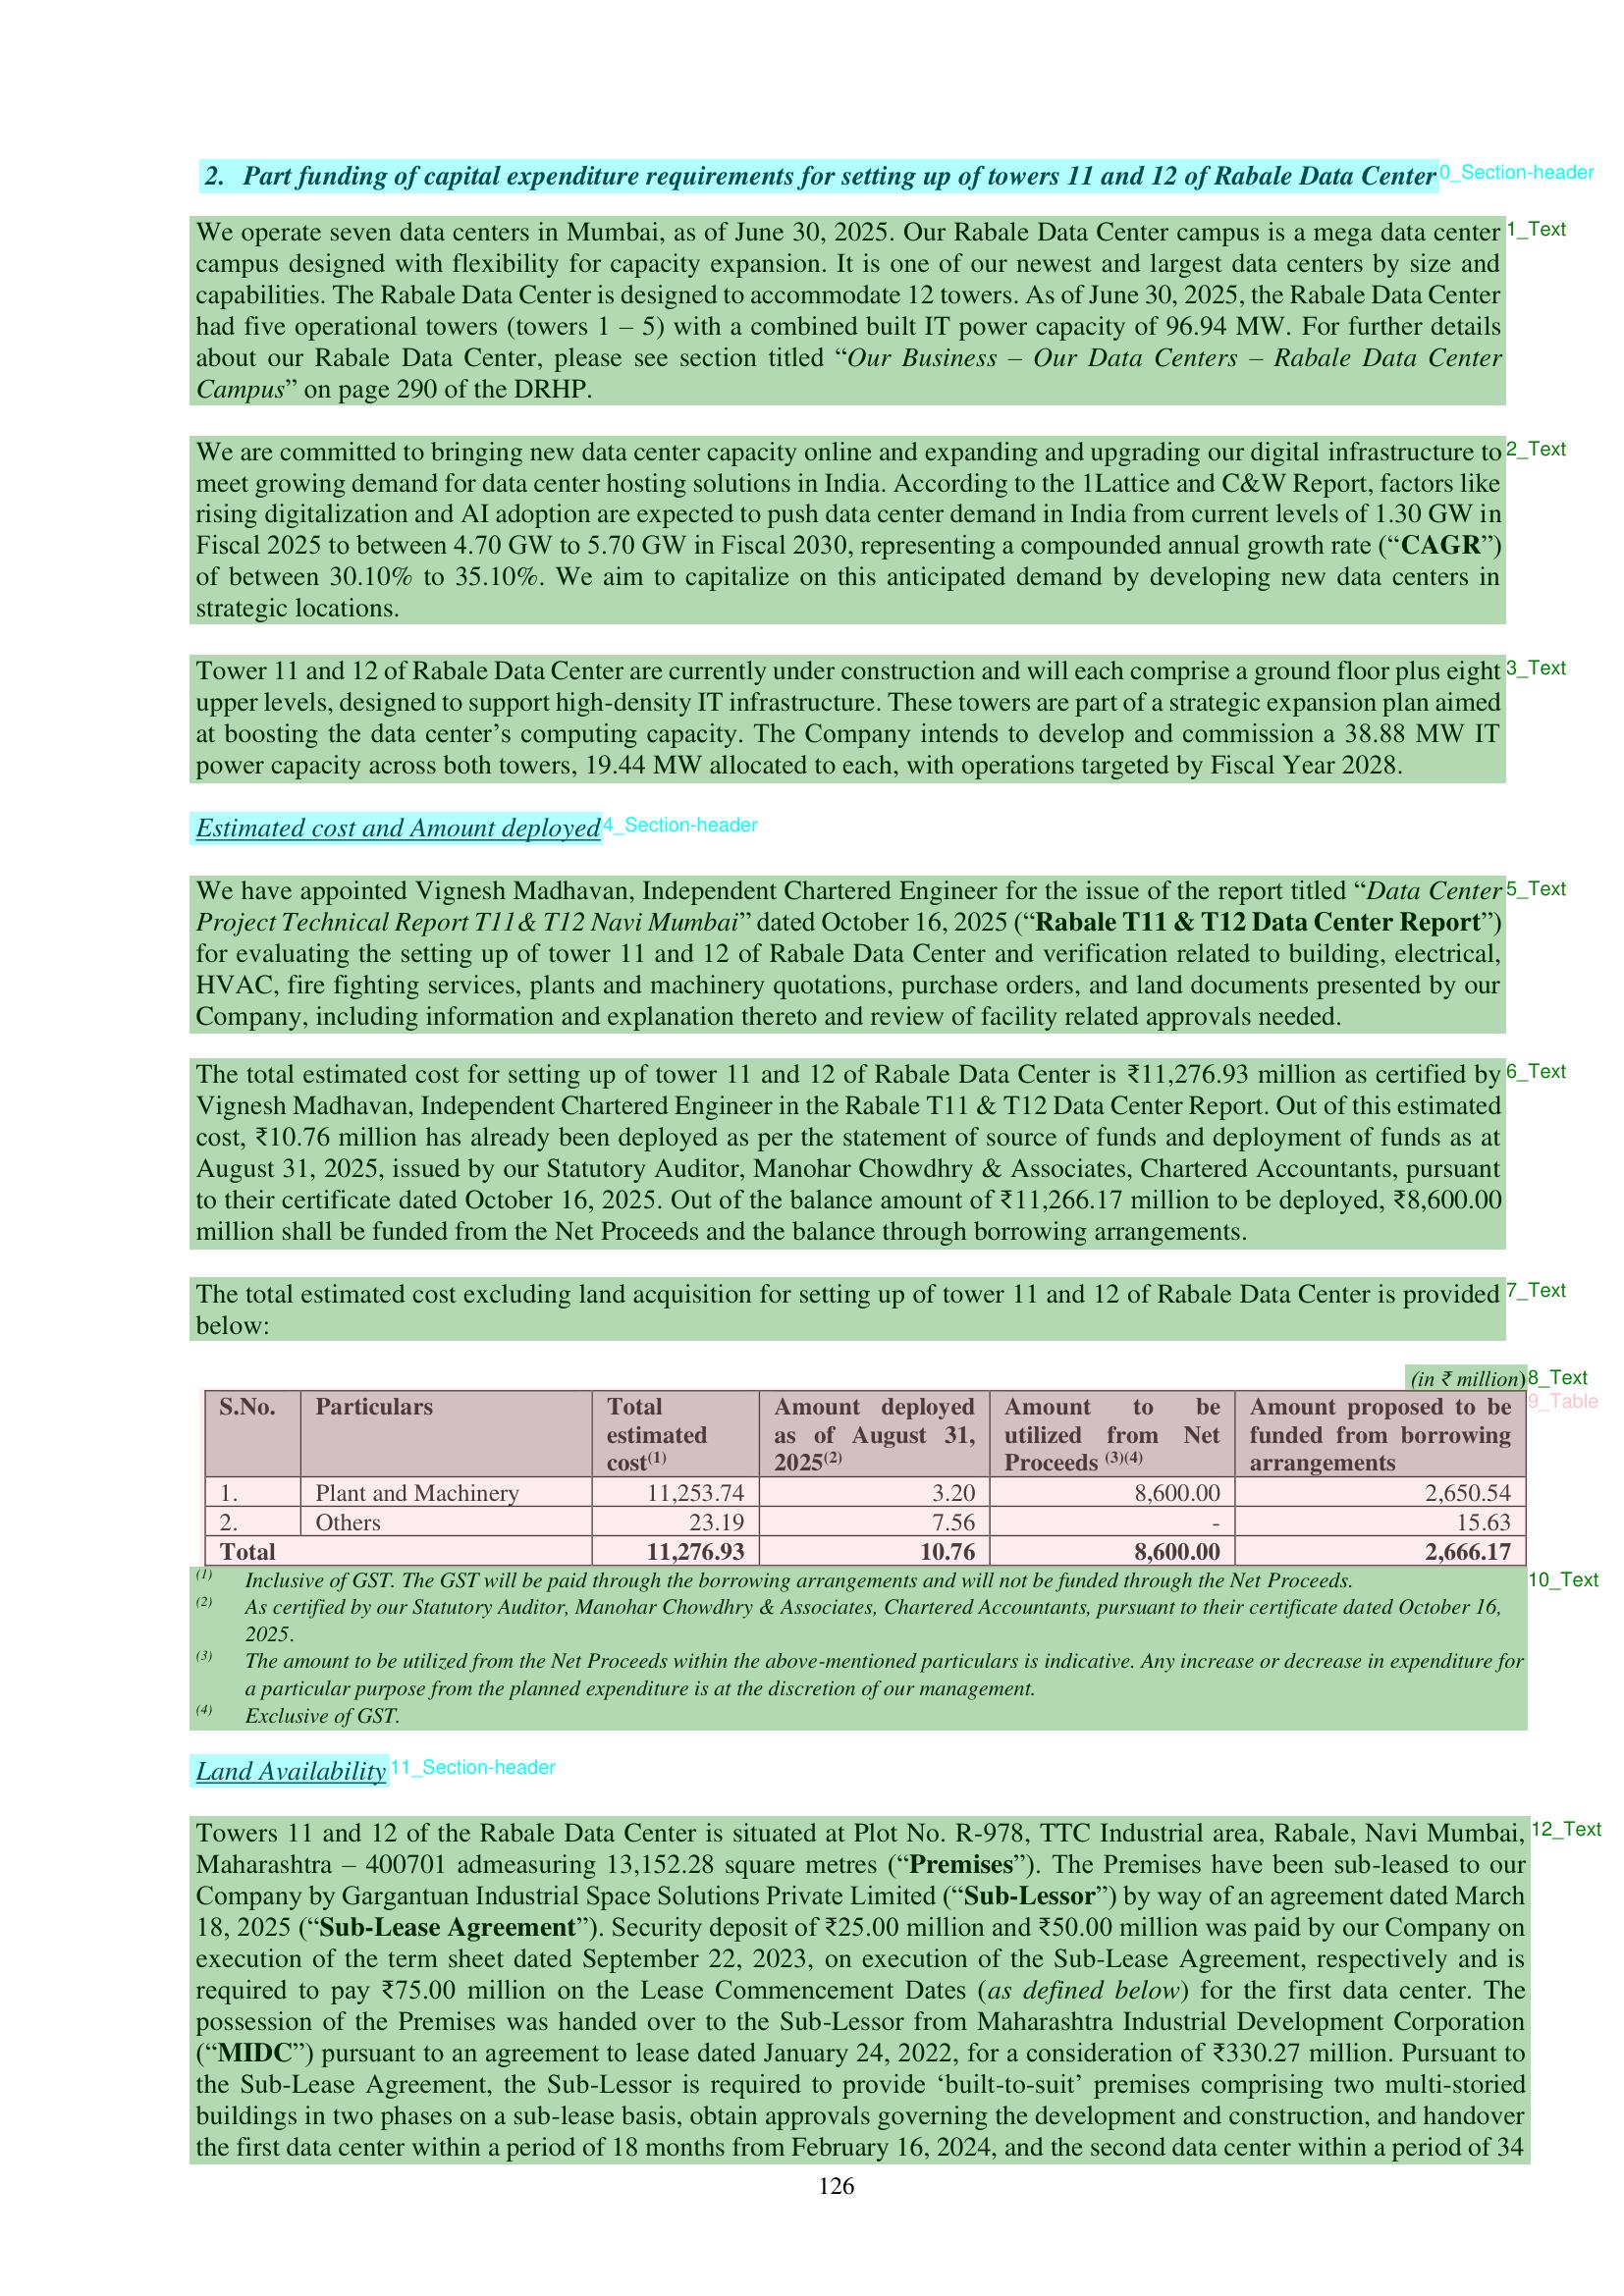 2. Part funding of capital expenditure requirements for setting up of towers 11 and 12 of Rabale Data Center
0_Section-header
We operate seven data centers in Mumbai, as of June 30, 2025. Our Rabale Data Center campus is a mega data center
1_Text
campus designed with flexibility for capacity expansion. It is one of our newest and largest data centers by size and
capabilities. The Rabale Data Center is designed to accommodate 12 towers. As of June 30, 2025, the Rabale Data Center
had five operational towers (towers 1 – 5) with a combined built IT power capacity of 96.94 MW. For further details
about our Rabale Data Center, please see section titled “Our Business – Our Data Centers – Rabale Data Center
Campus” on page 290 of the DRHP.
We are committed to bringing new data center capacity online and expanding and upgrading our digital infrastructure to
2_Text
meet growing demand for data center hosting solutions in India. According to the 1Lattice and C&W Report, factors like
rising digitalization and AI adoption are expected to push data center demand in India from current levels of 1.30 GW in
Fiscal 2025 to between 4.70 GW to 5.70 GW in Fiscal 2030, representing a compounded annual growth rate (“CAGR”)
of between 30.10% to 35.10%. We aim to capitalize on this anticipated demand by developing new data centers in
strategic locations.
Tower 11 and 12 of Rabale Data Center are currently under construction and will each comprise a ground floor plus eight
3_Text
upper levels, designed to support high-density IT infrastructure. These towers are part of a strategic expansion plan aimed
at boosting the data center’s computing capacity. The Company intends to develop and commission a 38.88 MW IT
power capacity across both towers, 19.44 MW allocated to each, with operations targeted by Fiscal Year 2028.
Estimated cost and Amount deployed
4_Section-header
We have appointed Vignesh Madhavan, Independent Chartered Engineer for the issue of the report titled “Data Center
5_Text
Project Technical Report T11& T12 Navi Mumbai” dated October 16, 2025 (“Rabale T11 & T12 Data Center Report”)
for evaluating the setting up of tower 11 and 12 of Rabale Data Center and verification related to building, electrical,
HVAC, fire fighting services, plants and machinery quotations, purchase orders, and land documents presented by our
Company, including information and explanation thereto and review of facility related approvals needed.
The total estimated cost for setting up of tower 11 and 12 of Rabale Data Center is ₹11,276.93 million as certified by
6_Text
Vignesh Madhavan, Independent Chartered Engineer in the Rabale T11 & T12 Data Center Report. Out of this estimated
cost, ₹10.76 million has already been deployed as per the statement of source of funds and deployment of funds as at
August 31, 2025, issued by our Statutory Auditor, Manohar Chowdhry & Associates, Chartered Accountants, pursuant
to their certificate dated October 16, 2025. Out of the balance amount of ₹11,266.17 million to be deployed, ₹8,600.00
million shall be funded from the Net Proceeds and the balance through borrowing arrangements.
The total estimated cost excluding land acquisition for setting up of tower 11 and 12 of Rabale Data Center is provided
7_Text
below:
(in ₹ million)
8_Text
9_Table
S.No. Particulars Total estimated cost(1) Amount deployed as of August 31, 2025(2) Amount to be utilized from Net Proceeds (3)(4) Amount proposed to be funded from borrowing arrangements
1. Plant and Machinery 11,253.74 3.20 8,600.00 2,650.54
2. Others 23.19 7.56 - 15.63
Total 11,276.93 10.76 8,600.00 2,666.17
(1) Inclusive of GST. The GST will be paid through the borrowing arrangements and will not be funded through the Net Proceeds.
10_Text
(2) As certified by our Statutory Auditor, Manohar Chowdhry & Associates, Chartered Accountants, pursuant to their certificate dated October 16,
2025.
(3) The amount to be utilized from the Net Proceeds within the above-mentioned particulars is indicative. Any increase or decrease in expenditure for
a particular purpose from the planned expenditure is at the discretion of our management.
(4) Exclusive of GST.
Land Availability
11_Section-header
Towers 11 and 12 of the Rabale Data Center is situated at Plot No. R-978, TTC Industrial area, Rabale, Navi Mumbai,
12_Text
Maharashtra – 400701 admeasuring 13,152.28 square metres (“Premises”). The Premises have been sub-leased to our
Company by Gargantuan Industrial Space Solutions Private Limited (“Sub-Lessor”) by way of an agreement dated March
18, 2025 (“Sub-Lease Agreement”). Security deposit of ₹25.00 million and ₹50.00 million was paid by our Company on
execution of the term sheet dated September 22, 2023, on execution of the Sub-Lease Agreement, respectively and is
required to pay ₹75.00 million on the Lease Commencement Dates (as defined below) for the first data center. The
possession of the Premises was handed over to the Sub-Lessor from Maharashtra Industrial Development Corporation
(“MIDC”) pursuant to an agreement to lease dated January 24, 2022, for a consideration of ₹330.27 million. Pursuant to
the Sub-Lease Agreement, the Sub-Lessor is required to provide ‘built-to-suit’ premises comprising two multi-storied
buildings in two phases on a sub-lease basis, obtain approvals governing the development and construction, and handover
the first data center within a period of 18 months from February 16, 2024, and the second data center within a period of 34
126